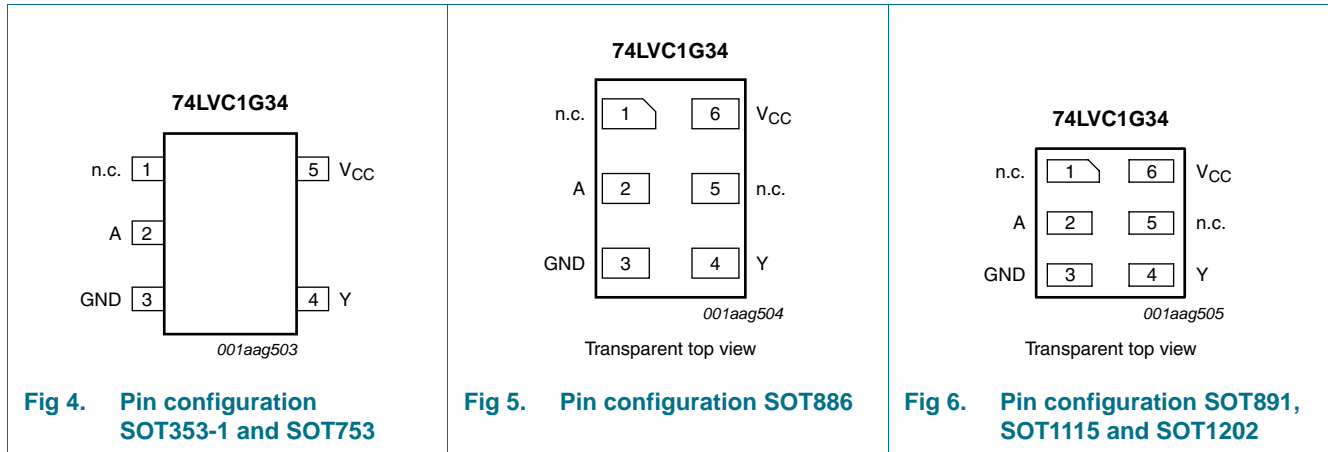 74LVC1G34
n.c. 1 5 VCC
A 2
GND 3 4 Y
001aag503
Fig 4. Pin configuration
SOT353-1 and SOT753
74LVC1G34
n.c. 1 6 VCC
A 2 5 n.c.
GND 3 4 Y
001aag504
Transparent top view
Fig 5. Pin configuration SOT886
74LVC1G34
n.c. 1 6 VCC
A 2 5 n.c.
GND 3 4 Y
001aag505
Transparent top view
Fig 6. Pin configuration SOT891,
SOT1115 and SOT1202